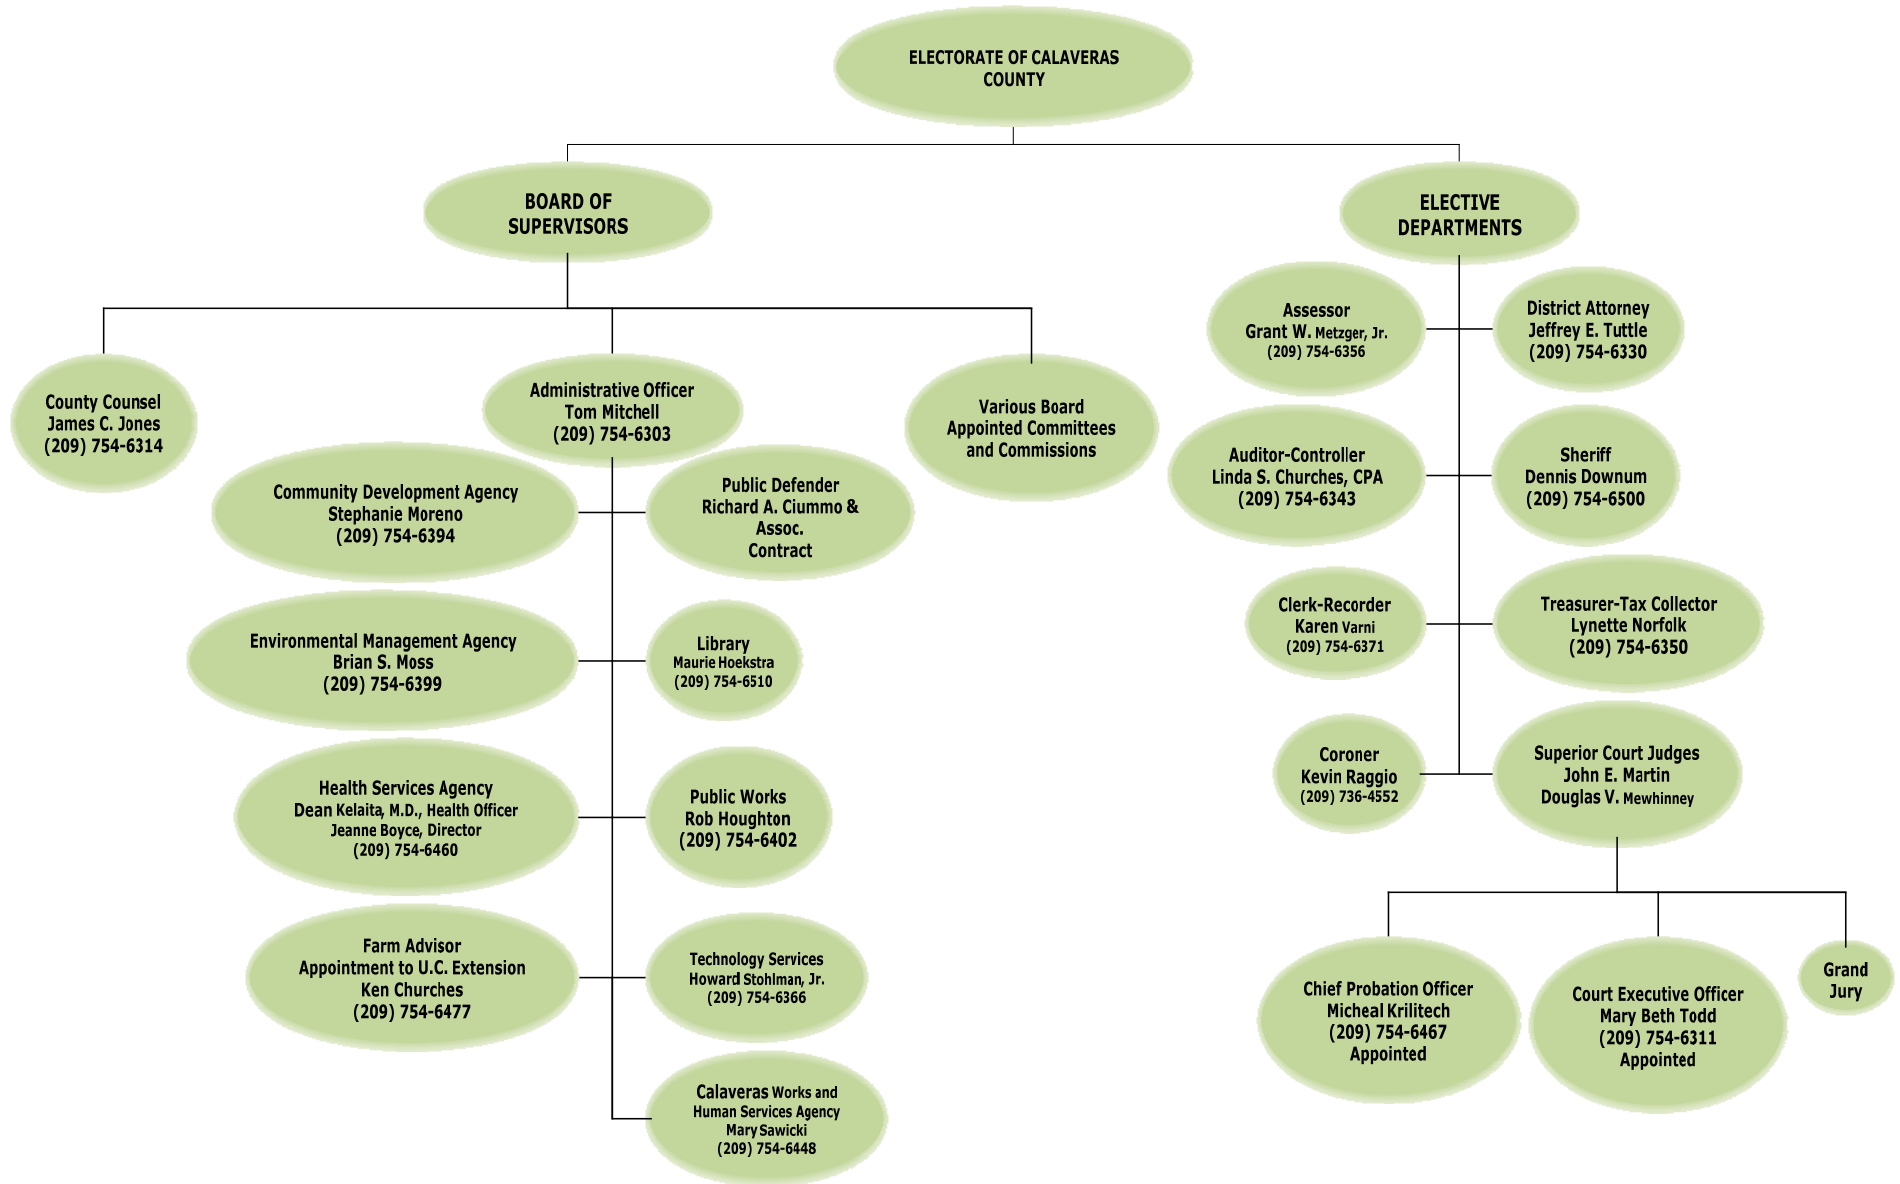 ELECTORATE OF CALAVERAS
COUNTY
BOARD OF
SUPERVISORS
ELECTIVE
DEPARTMENTS
County Counsel
James C. Jones
(209) 754-6314
Administrative Officer
Tom Mitchell
(209) 754-6303
Various Board
Appointed Committees
and Commissions
Community Development Agency
Stephanie Moreno
(209) 754-6394
Public Defender
Richard A. Ciummo &
Assoc.
Contract
Environmental Management Agency
Brian S. Moss
(209) 754-6399
Library
Maurie Hoekstra
(209) 754-6510
Health Services Agency
Dean Kelaita, M.D., Health Officer
Jeanne Boyce, Director
(209) 754-6460
Public Works
Rob Houghton
(209) 754-6402
Farm Advisor
Appointment to U.C. Extension
Ken Churches
(209) 754-6477
Technology Services
Howard Stohlman, Jr.
(209) 754-6366
Calaveras Works and
Human Services Agency
Mary Sawicki
(209) 754-6448
Assessor
Grant W. Metzger, Jr.
(209) 754-6356
District Attorney
Jeffrey E. Tuttle
(209) 754-6330
Auditor-Controller
Linda S. Churches, CPA
(209) 754-6343
Sheriff
Dennis Downum
(209) 754-6500
Clerk-Recorder
Karen Varni
(209) 754-6371
Treasurer-Tax Collector
Lynette Norfolk
(209) 754-6350
Coroner
Kevin Raggio
(209) 736-4552
Superior Court Judges
John E. Martin
Douglas V. Mewhinney
Chief Probation Officer
Micheal Krilitech
(209) 754-6467
Appointed
Court Executive Officer
Mary Beth Todd
(209) 754-6311
Appointed
Grand
Jury